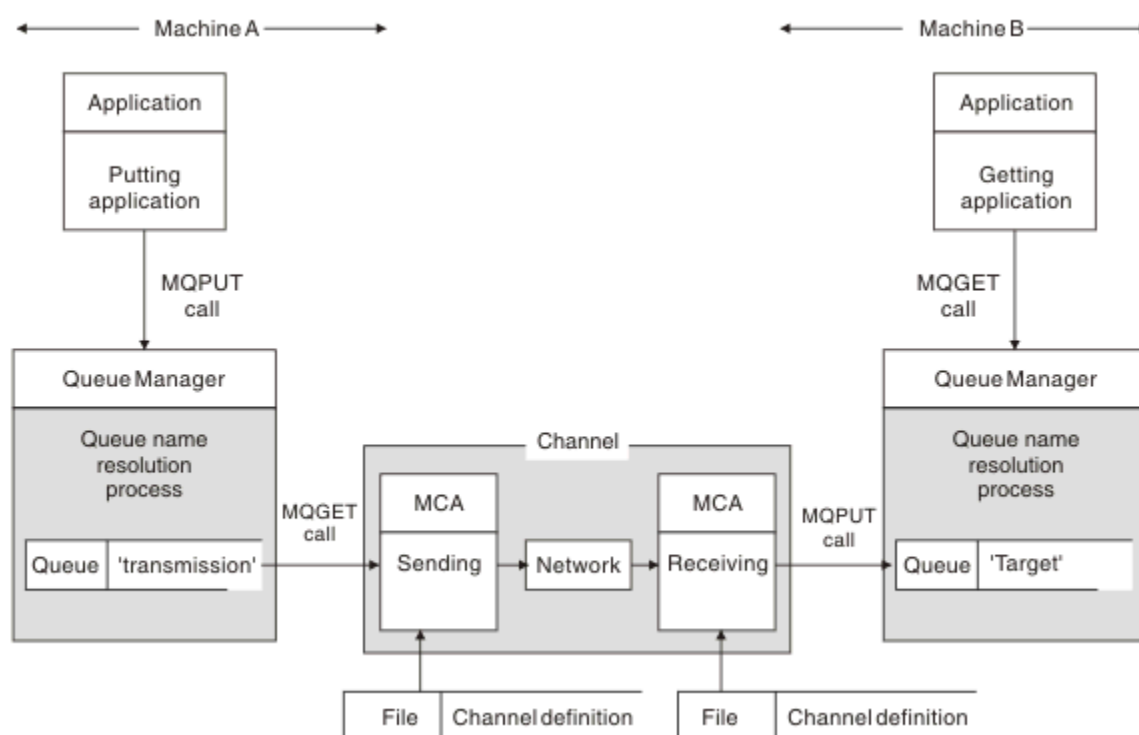 Machine A
Machine B
Application
Putting
application
Application
Getting
application
MQPUT
call
MQGET
call
Queue Manager
Queue name
resolution
process
Queue 'transmission'
MQGET
call
Channel
MCA
Sending
Network
MCA
Receiving
MQPUT
call
Queue Manager
Queue name
resolution
process
Queue 'Target'
File Channel definition
File Channel definition